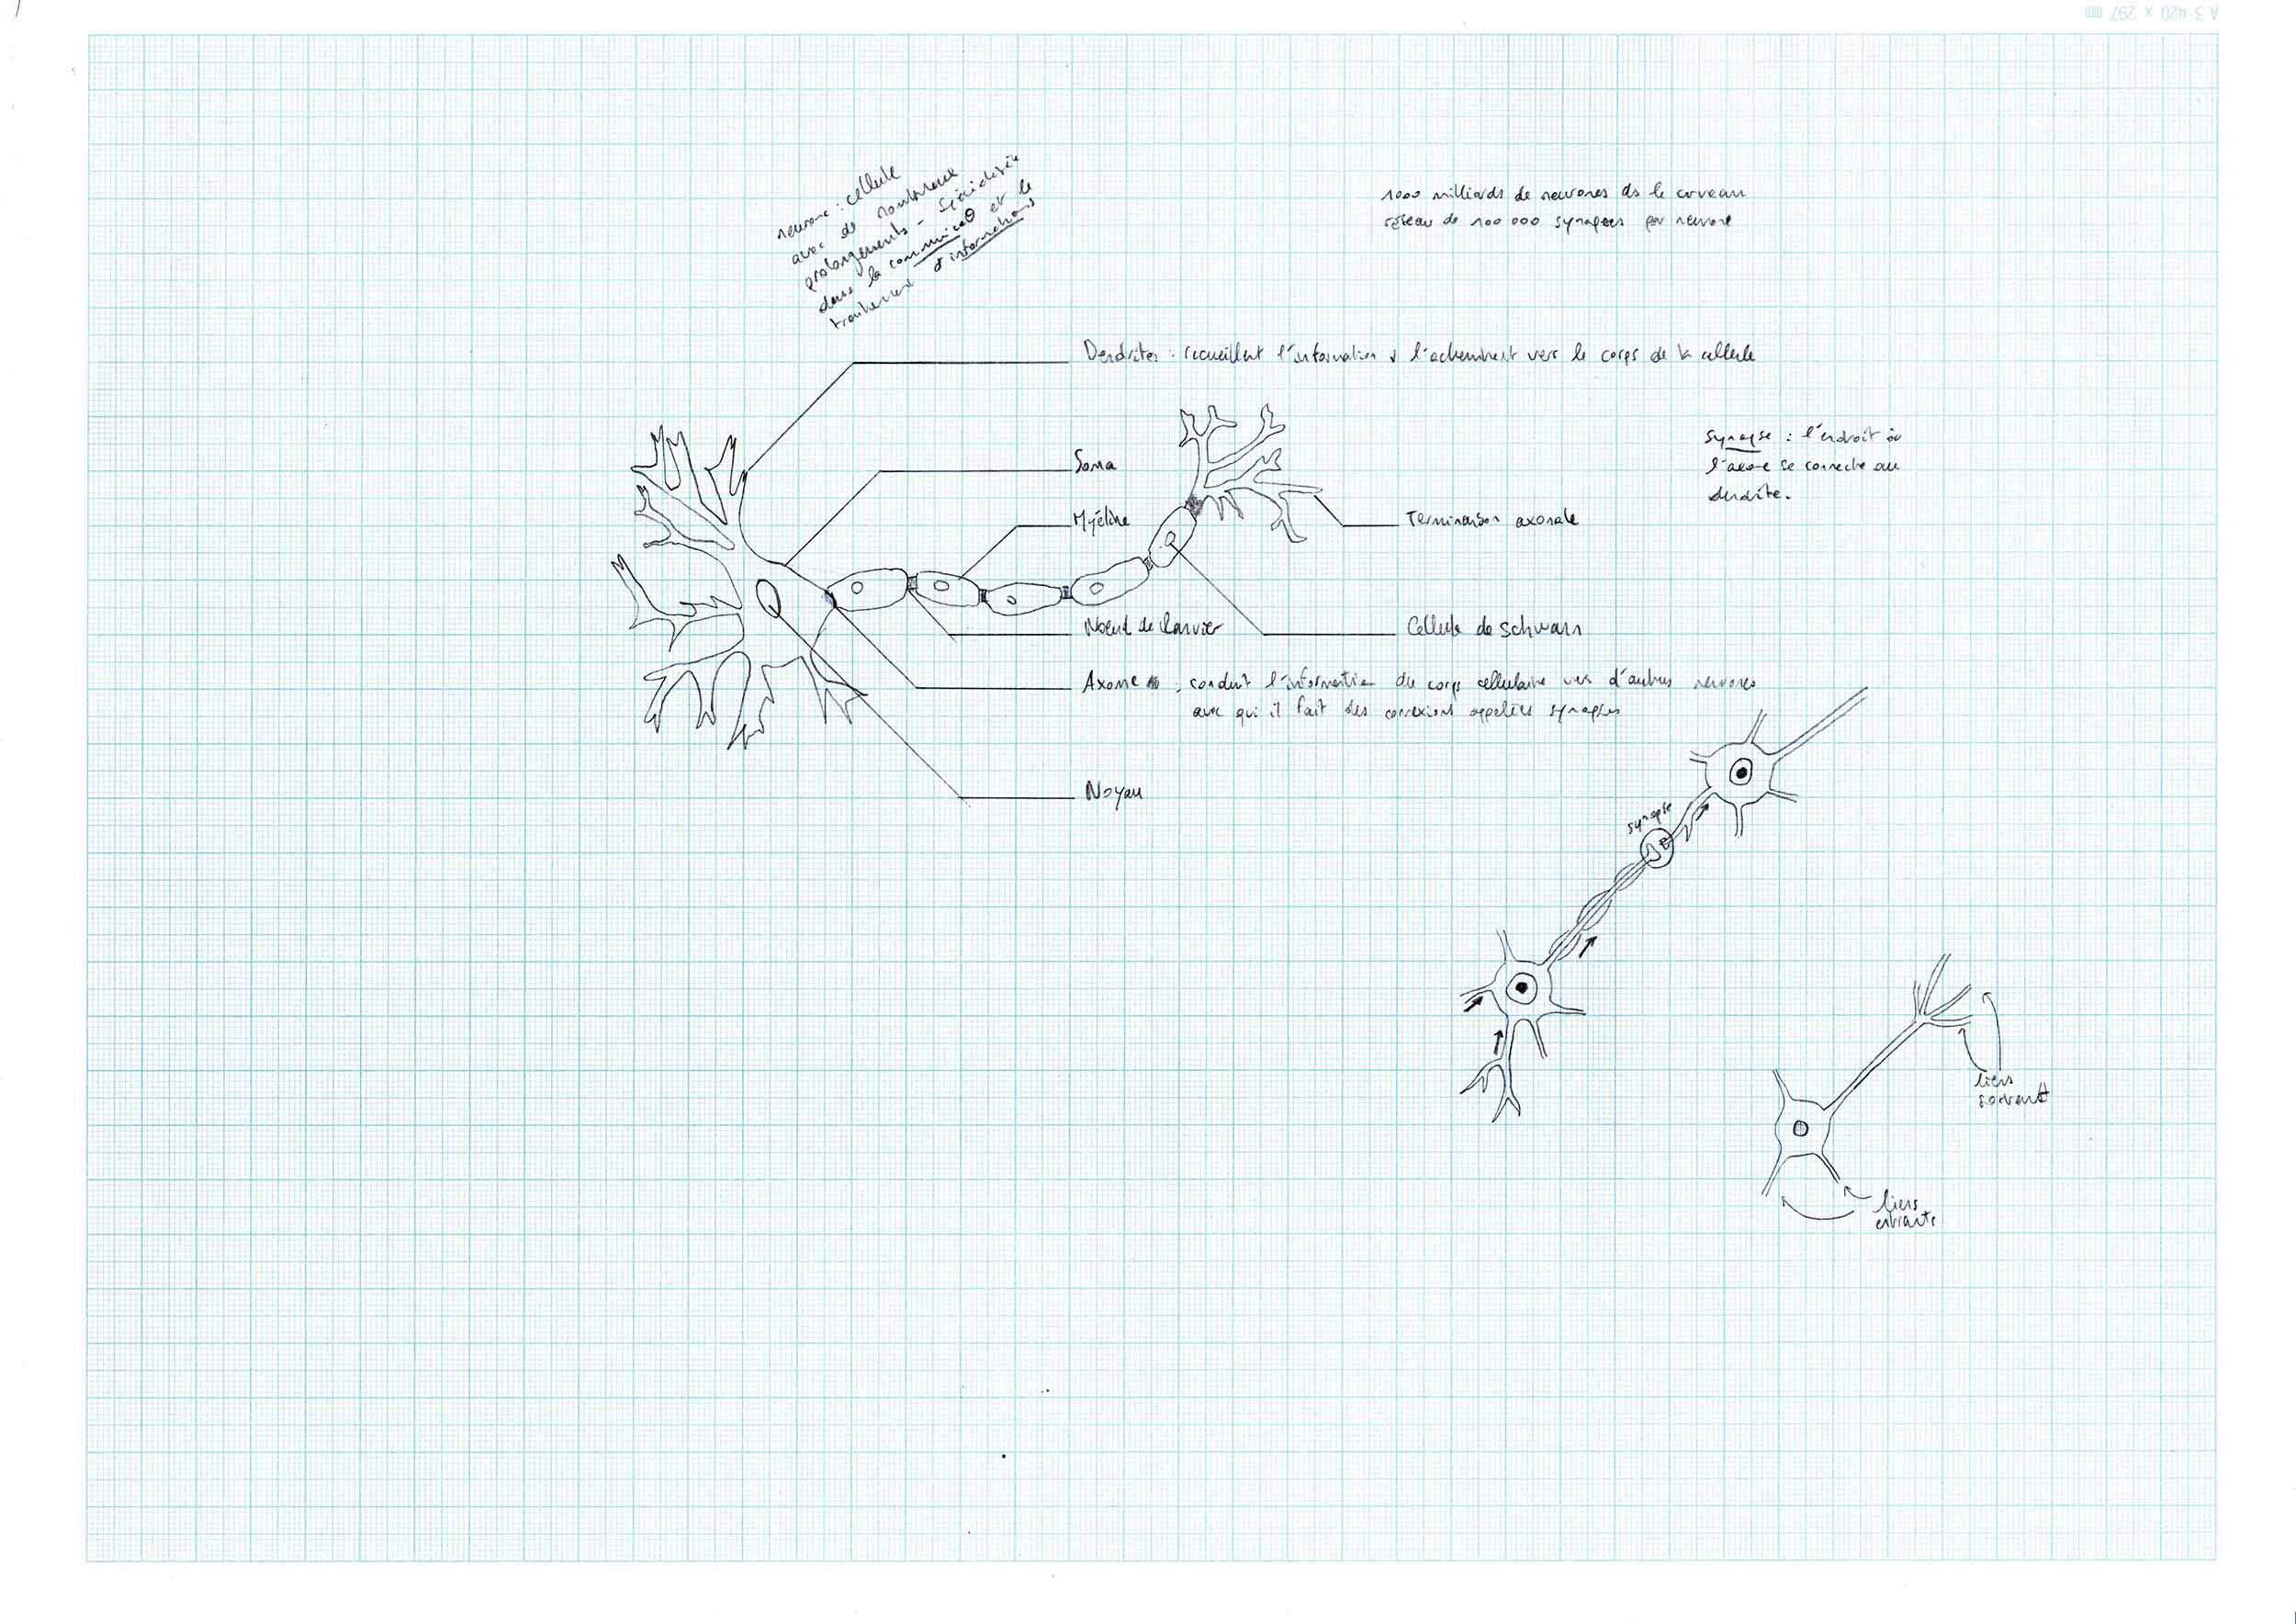 A 3 420 x 297 mm
neurone : cellule
avec de nombreux
prolongements - spécialisée
dans la communicaθ et le
traitement d'informations
1000 milliards de neurones ds le cerveau
réseau de 100 000 synapses par neurone
Dendrites : recueillent l'information & l'acheminent vers le corps de la cellule
Synapse : l'endroit où
l'axone se connecte au
dendrite.
Soma
Myéline
Terminaison axonale
Noeud de Ranvier
Cellule de schwann
Axone : conduit l'information du corps cellulaire vers d'autres neurones
avec qui il fait des connexions appelées synapses
Noyau
synapse
liens
sortants
liens
entrants